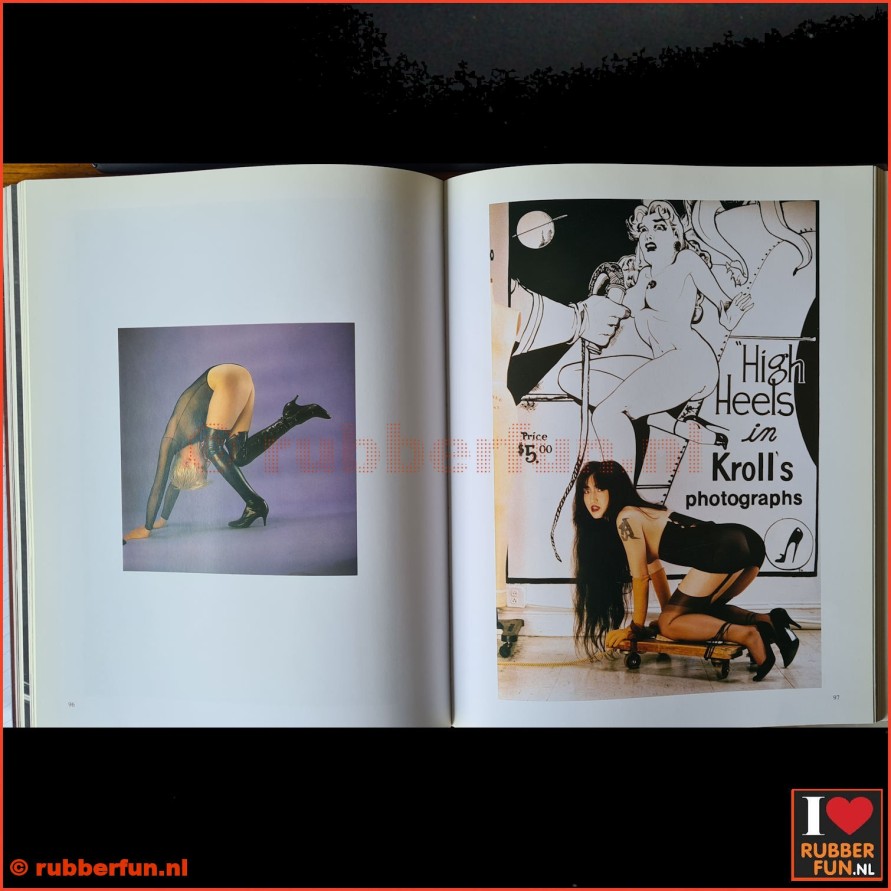 "High
Heels
in
Kroll's
photographs
Price
$5.00
rubberfun.nl
96
97
© rubberfun.nl
I
RUBBER
FUN.NL